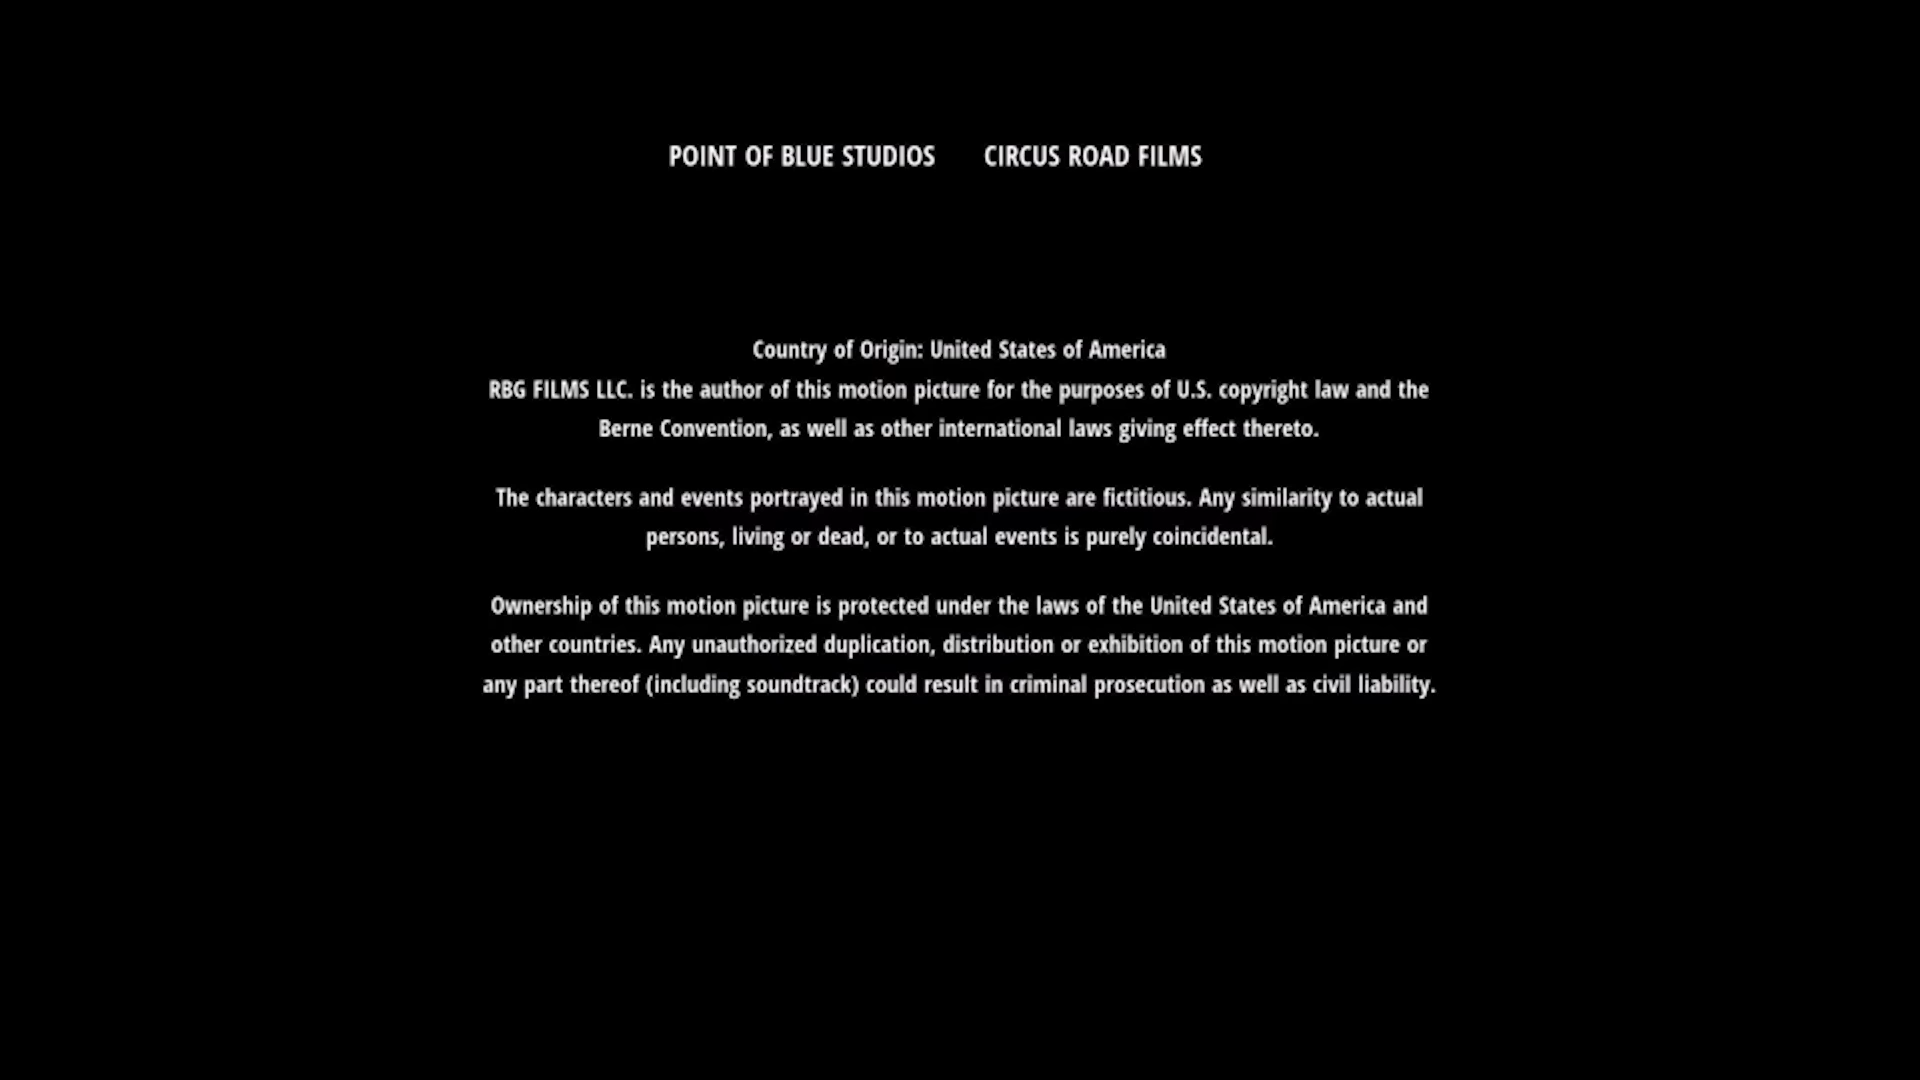 POINT OF BLUE STUDIOS CIRCUS ROAD FILMS
Country of Origin: United States of America
RBG FILMS LLC. is the author of this motion picture for the purposes of U.S. copyright law and the
Berne Convention, as well as other international laws giving effect thereto.
The characters and events portrayed in this motion picture are fictitious. Any similarity to actual
persons, living or dead, or to actual events is purely coincidental.
Ownership of this motion picture is protected under the laws of the United States of America and
other countries. Any unauthorized duplication, distribution or exhibition of this motion picture or
any part thereof (including soundtrack) could result in criminal prosecution as well as civil liability.